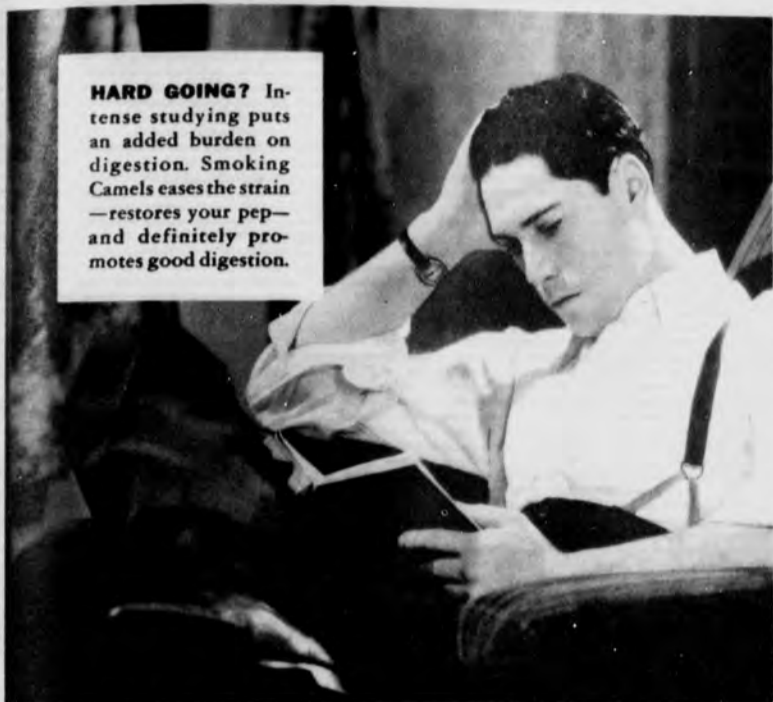 HARD GOING? In-
tense studying puts
an added burden on
digestion. Smoking
Camels eases the strain
—restores your pep—
and definitely pro-
motes good digestion.